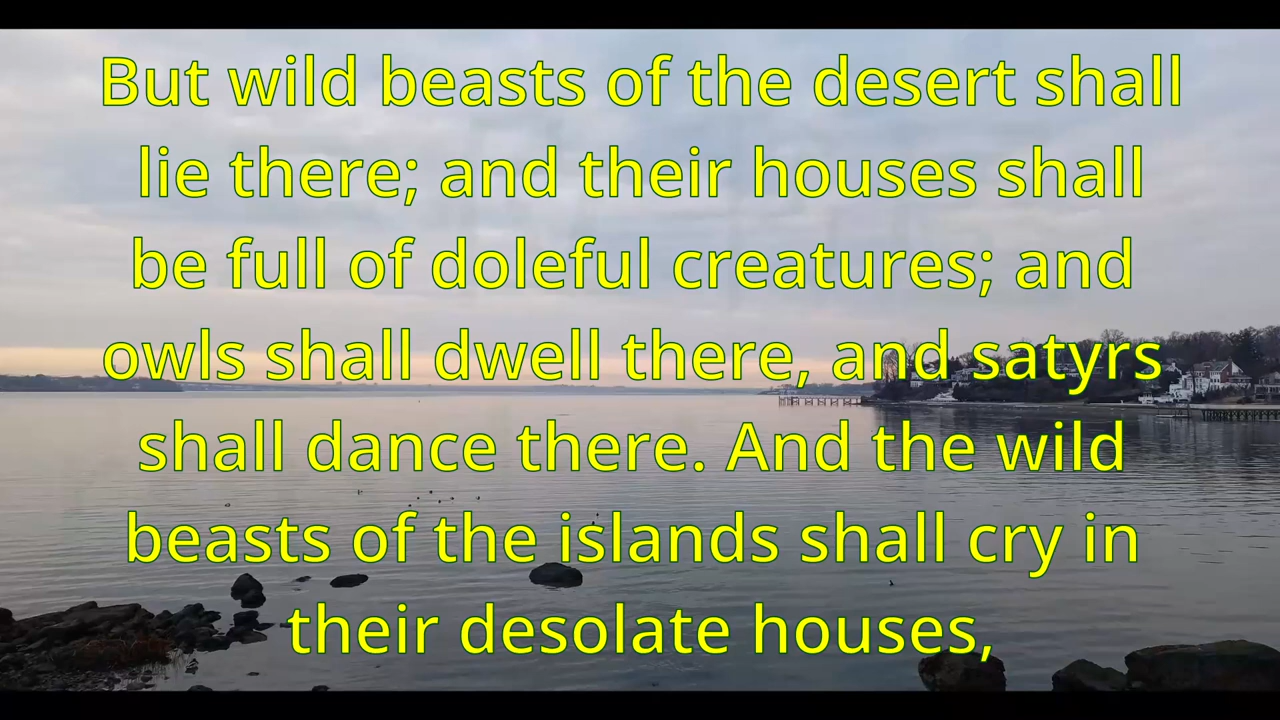 But wild beasts of the desert shall
lie there; and their houses shall
be full of doleful creatures; and
owls shall dwell there, and satyrs
shall dance there. And the wild
beasts of the islands shall cry in
their desolate houses,